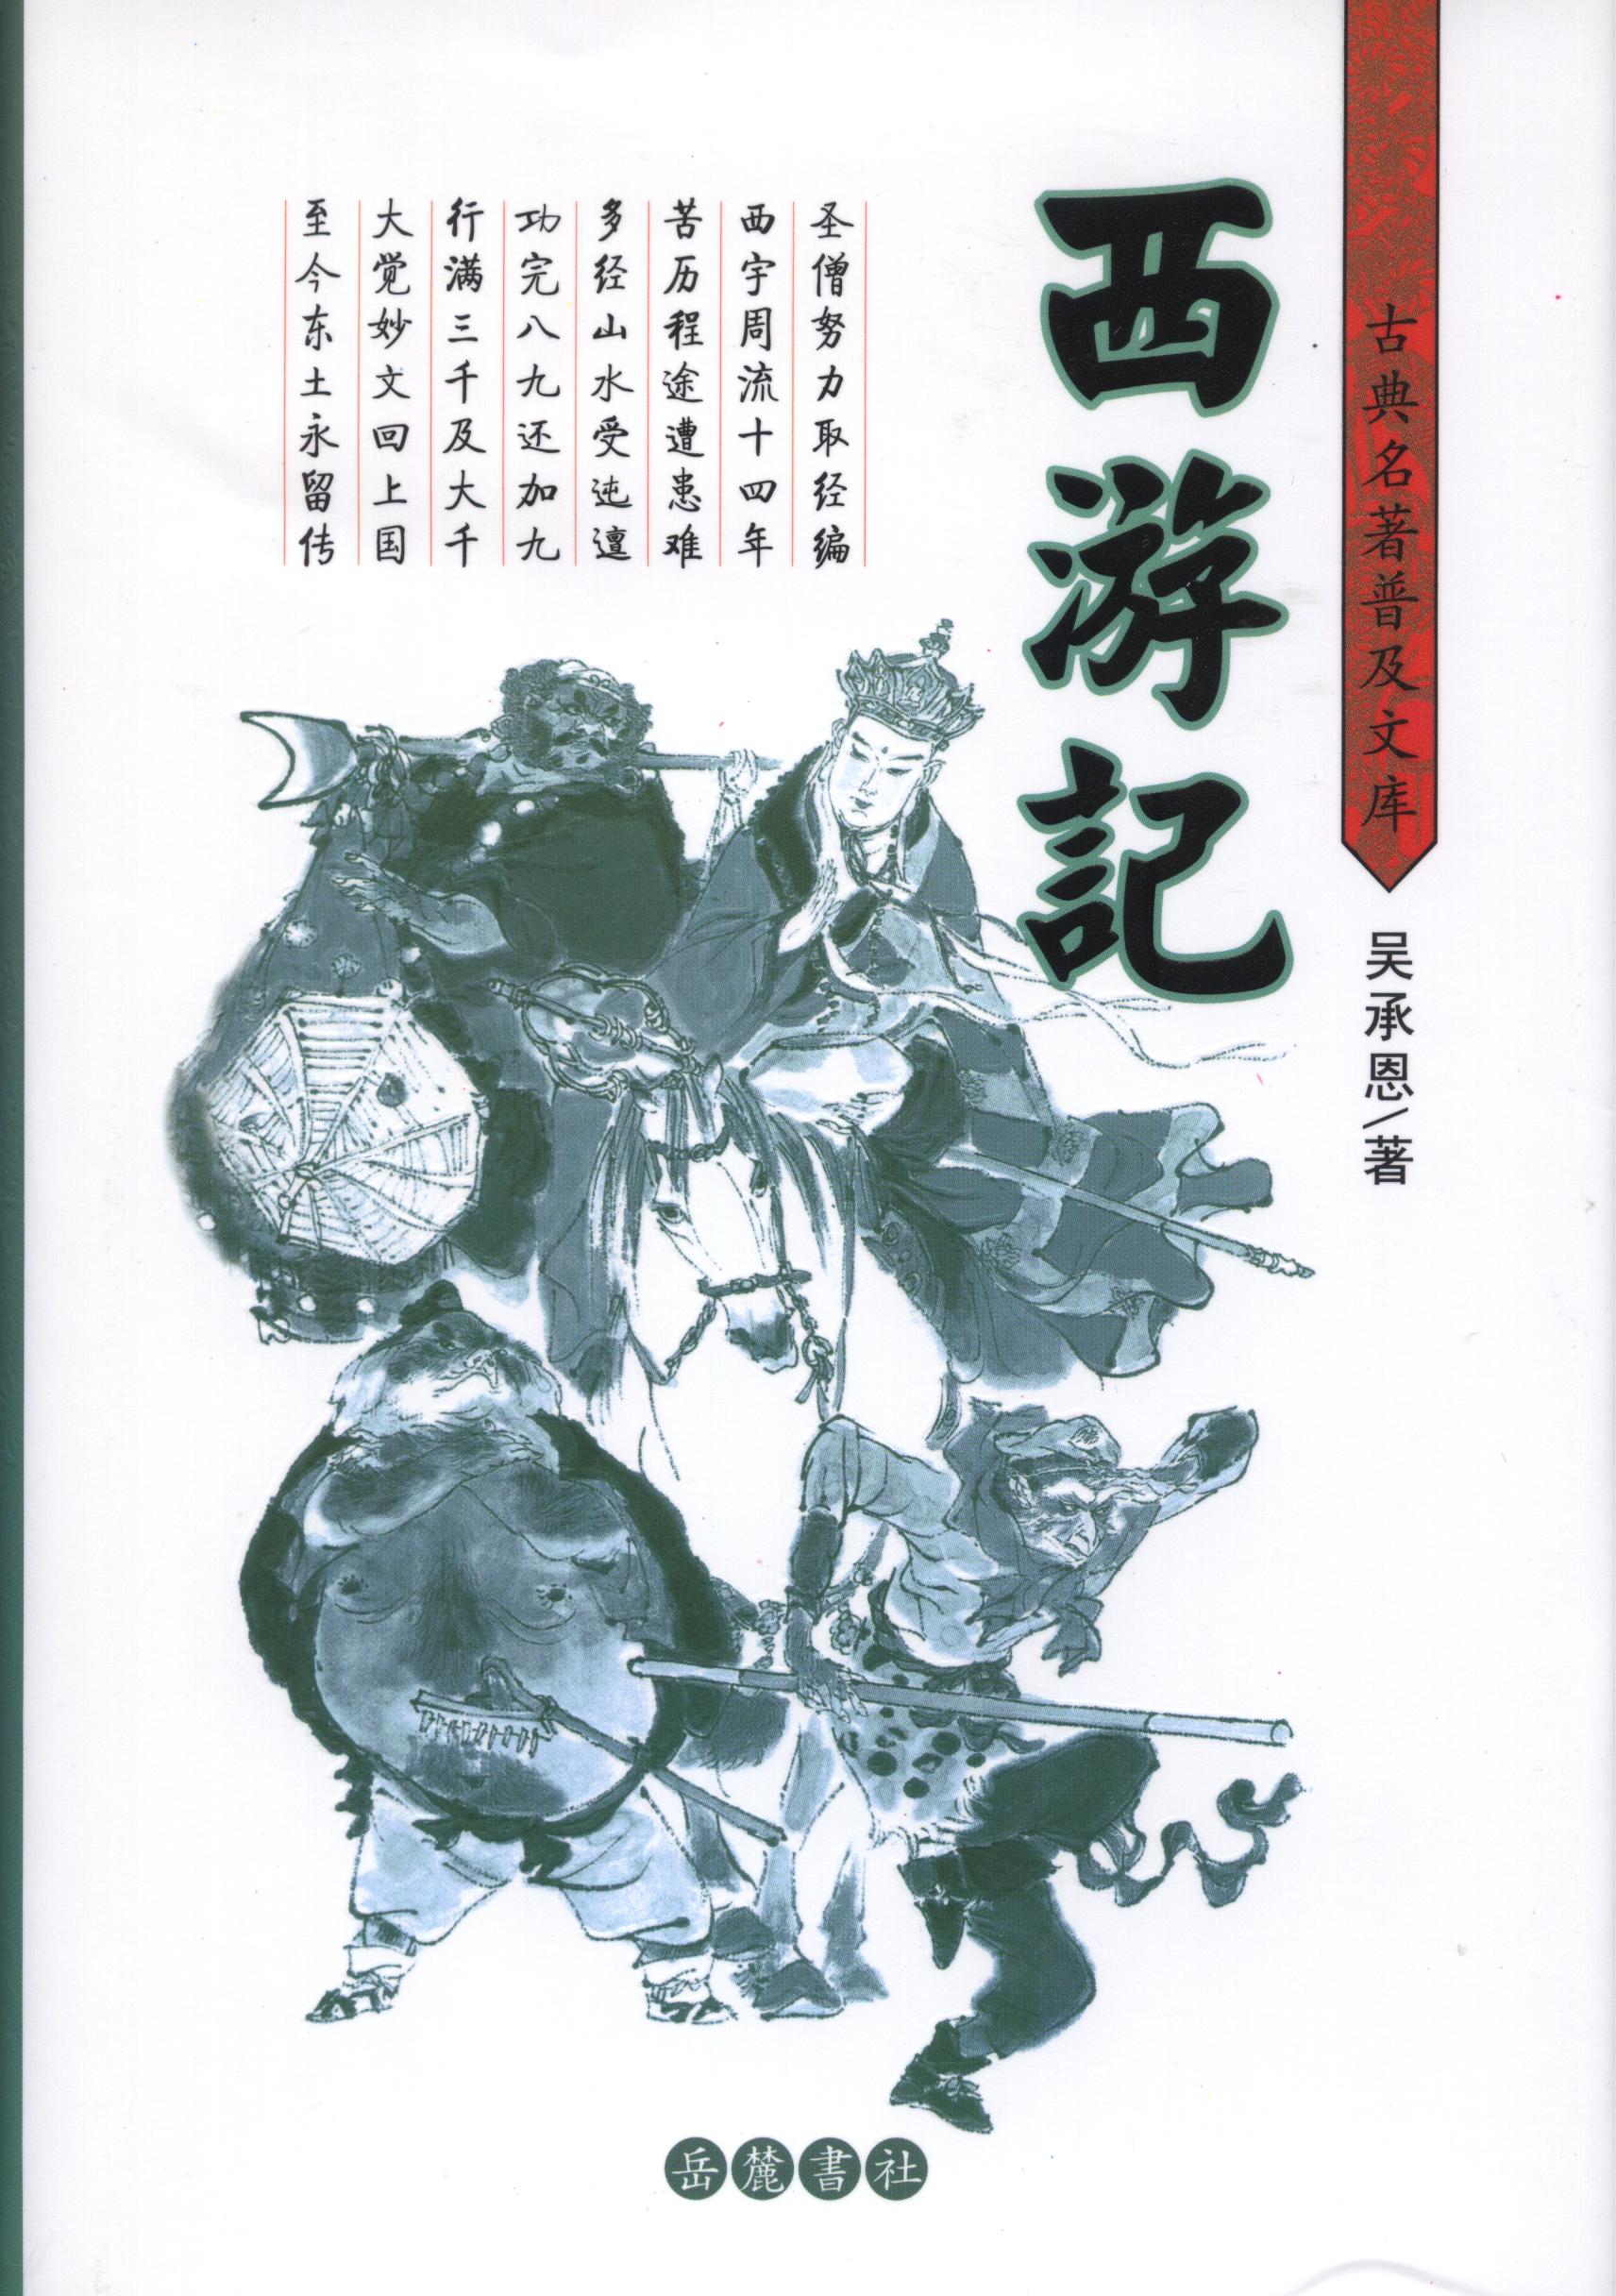 古典名著普及文库
吴承恩/著
西游記
圣僧努力取经编
西宇周流十四年
苦历程途遭患难
多经山水受迍邅
功完八九还加九
行满三千及大千
大觉妙文回上国
至今东土永留传
岳麓書社